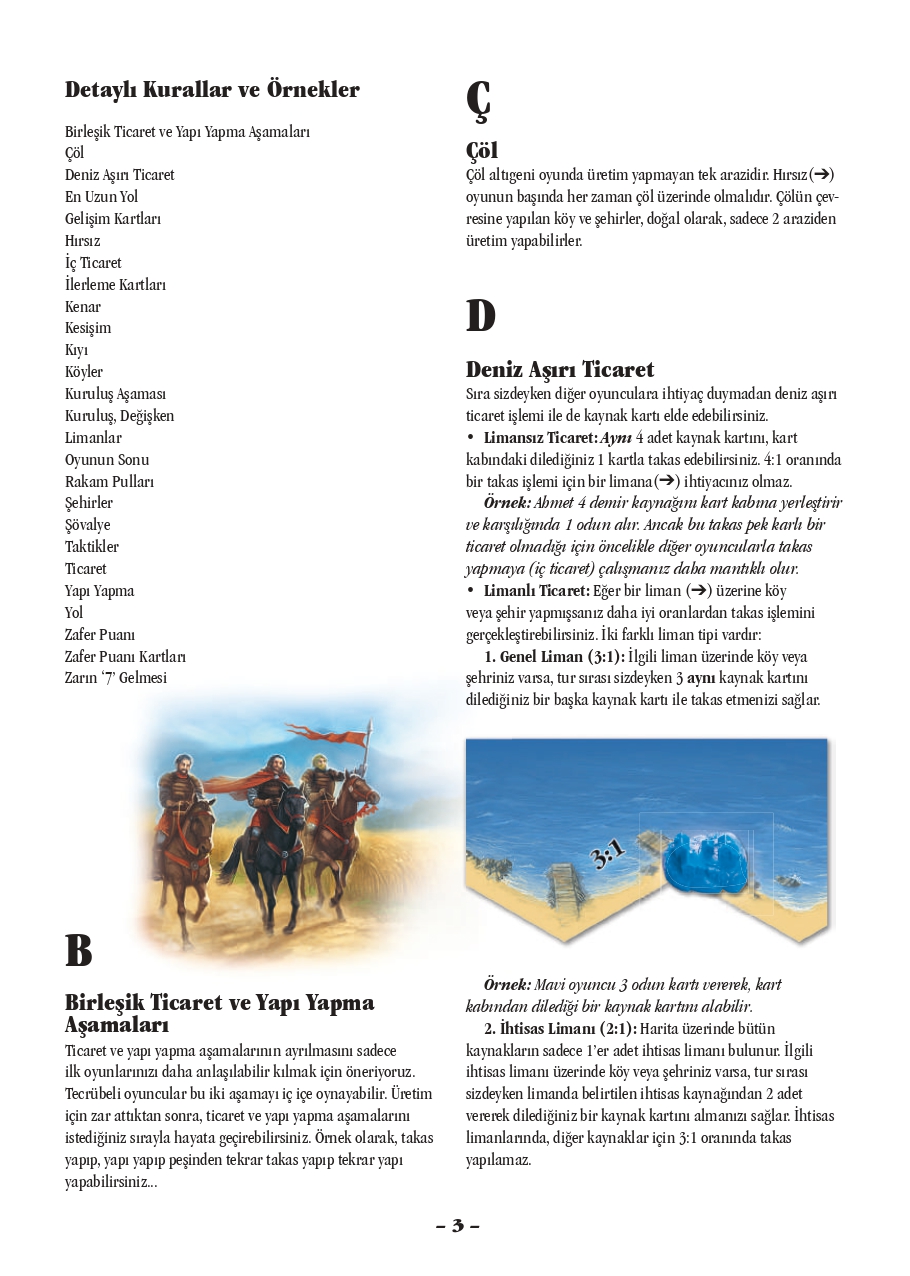 Detaylı Kurallar ve Örnekler
Birleşik Ticaret ve Yapı Yapma Aşamaları
Çöl
Deniz Aşırı Ticaret
En Uzun Yol
Gelişim Kartları
Hırsız
İç Ticaret
İlerleme Kartları
Kenar
Kesişim
Kıyı
Köyler
Kuruluş Aşaması
Kuruluş, Değişken
Limanlar
Oyunun Sonu
Rakam Pulları
Şehirler
Şövalye
Taktikler
Ticaret
Yapı Yapma
Yol
Zafer Puanı
Zafer Puanı Kartları
Zarın ‘7’ Gelmesi
B
Birleşik Ticaret ve Yapı Yapma
Aşamaları
Ticaret ve yapı yapma aşamalarının ayrılmasını sadece
ilk oyunlarınızı daha anlaşılabilir kılmak için öneriyoruz.
Tecrübeli oyuncular bu iki aşamayı iç içe oynayabilir. Üretim
için zar attıktan sonra, ticaret ve yapı yapma aşamalarını
istediğiniz sırayla hayata geçirebilirsiniz. Örnek olarak, takas
yapıp, yapı yapıp peşinden tekrar takas yapıp tekrar yapı
yapabilirsiniz...
Ç
Çöl
Çöl altıgeni oyunda üretim yapmayan tek arazidir. Hırsız(➔)
oyunun başında her zaman çöl üzerinde olmalıdır. Çölün çev-
resine yapılan köy ve şehirler, doğal olarak, sadece 2 araziden
üretim yapabilirler.
D
Deniz Aşırı Ticaret
Sıra sizdeyken diğer oyunculara ihtiyaç duymadan deniz aşırı
ticaret işlemi ile de kaynak kartı elde edebilirsiniz.
• Limansız Ticaret: Aynı 4 adet kaynak kartını, kart
kabındaki dilediğiniz 1 kartla takas edebilirsiniz. 4:1 oranında
bir takas işlemi için bir limana(➔) ihtiyacınız olmaz.
Örnek: Ahmet 4 demir kaynağını kart kabına yerleştirir
ve karşılığında 1 odun alır. Ancak bu takas pek karlı bir
ticaret olmadığı için öncelikle diğer oyuncularla takas
yapmaya (iç ticaret) çalışmanız daha mantıklı olur.
• Limanlı Ticaret: Eğer bir liman (➔) üzerine köy
veya şehir yapmışsanız daha iyi oranlardan takas işlemini
gerçekleştirebilirsiniz. İki farklı liman tipi vardır:
1. Genel Liman (3:1): İlgili liman üzerinde köy veya
şehriniz varsa, tur sırası sizdeyken 3 aynı kaynak kartını
dilediğiniz bir başka kaynak kartı ile takas etmenizi sağlar.
3:1
Örnek: Mavi oyuncu 3 odun kartı vererek, kart
kabından dilediği bir kaynak kartını alabilir.
2. İhtisas Limanı (2:1): Harita üzerinde bütün
kaynakların sadece 1’er adet ihtisas limanı bulunur. İlgili
ihtisas limanı üzerinde köy veya şehriniz varsa, tur sırası
sizdeyken limanda belirtilen ihtisas kaynağından 2 adet
vererek dilediğiniz bir kaynak kartını almanızı sağlar. İhtisas
limanlarında, diğer kaynaklar için 3:1 oranında takas
yapılamaz.
– 3 –